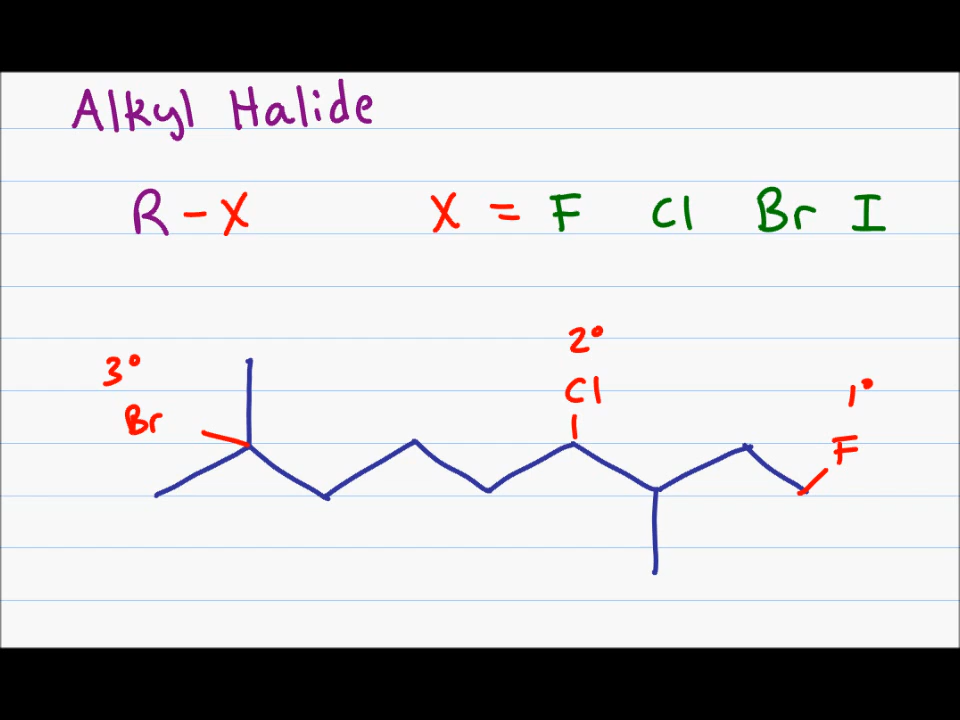 Alkyl Halide
R - X X = F Cl Br I
2°
3° Cl 1°
Br F